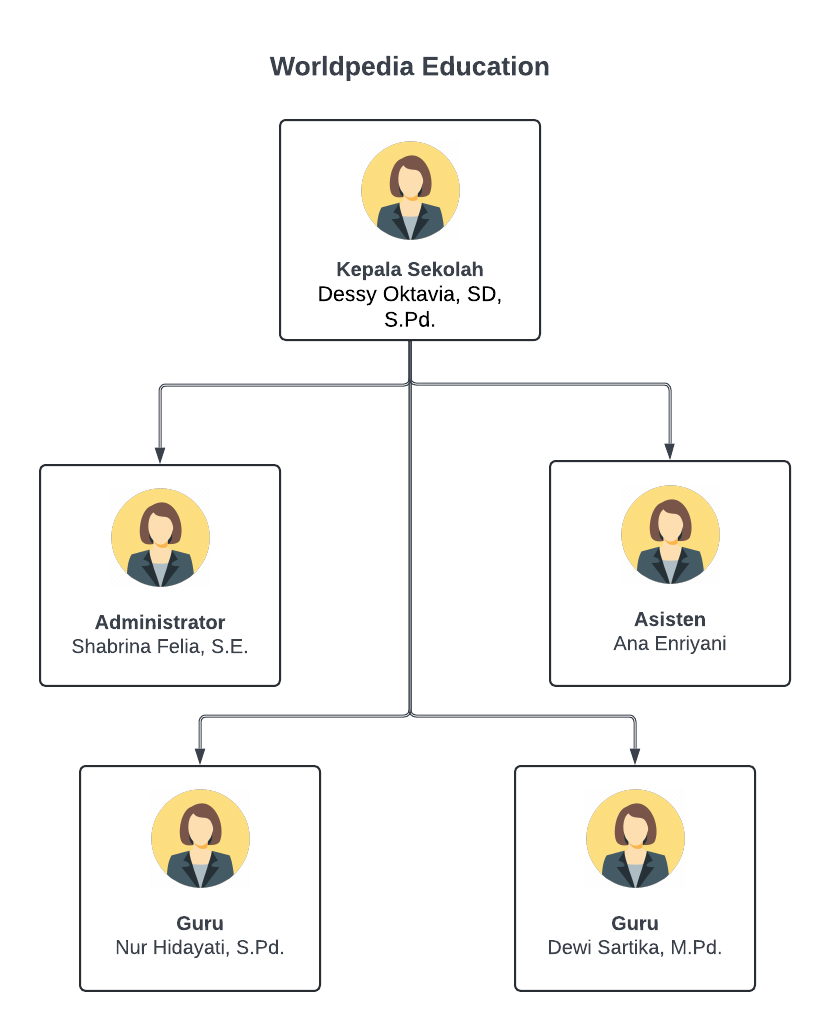 Worldpedia Education
Kepala Sekolah
Dessy Oktavia, SD,
S.Pd.
Administrator
Shabrina Felia, S.E.
Asisten
Ana Enriyani
Guru
Nur Hidayati, S.Pd.
Guru
Dewi Sartika, M.Pd.